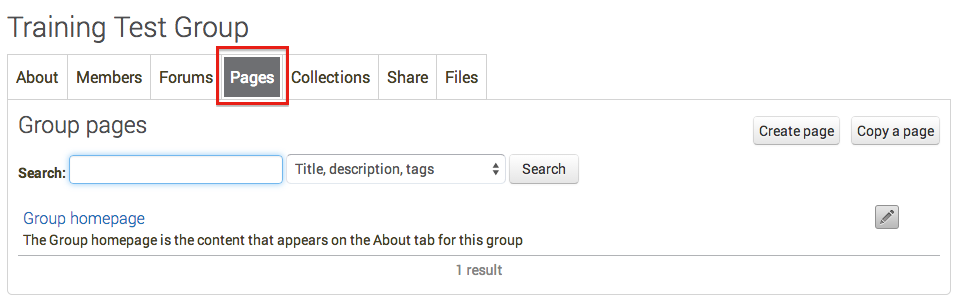 Training Test Group
About Members Forums Pages Collections Share Files
Group pages
Create page Copy a page
Search: Title, description, tags Search
Group homepage
The Group homepage is the content that appears on the About tab for this group
1 result